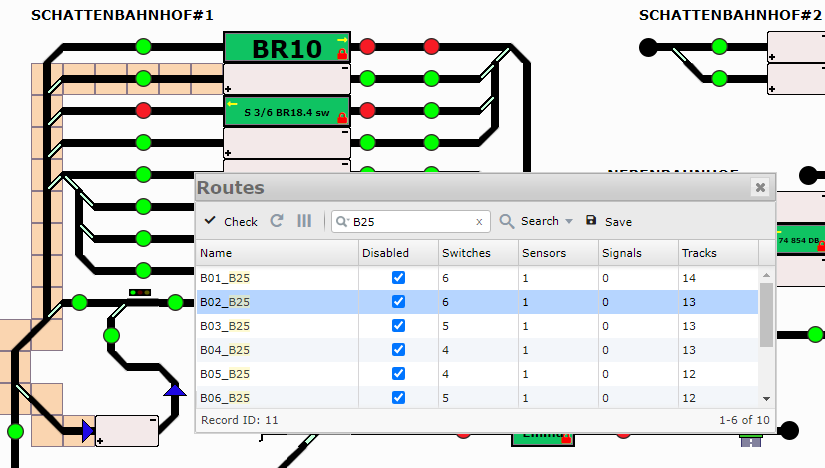 SCHATTENBAHNHOF#1
SCHATTENBAHNHOF#2
BR10
S 3/6 BR18.4 sw
Routes
Check
B25
x
Search
Save
Name Disabled Switches Sensors Signals Tracks
B01_B25 6 1 0 14
B02_B25 6 1 0 13
B03_B25 5 1 0 13
B04_B25 4 1 0 13
B05_B25 4 1 0 12
B06_B25 5 1 0 12
Record ID: 11 1-6 of 10
74 854 DB